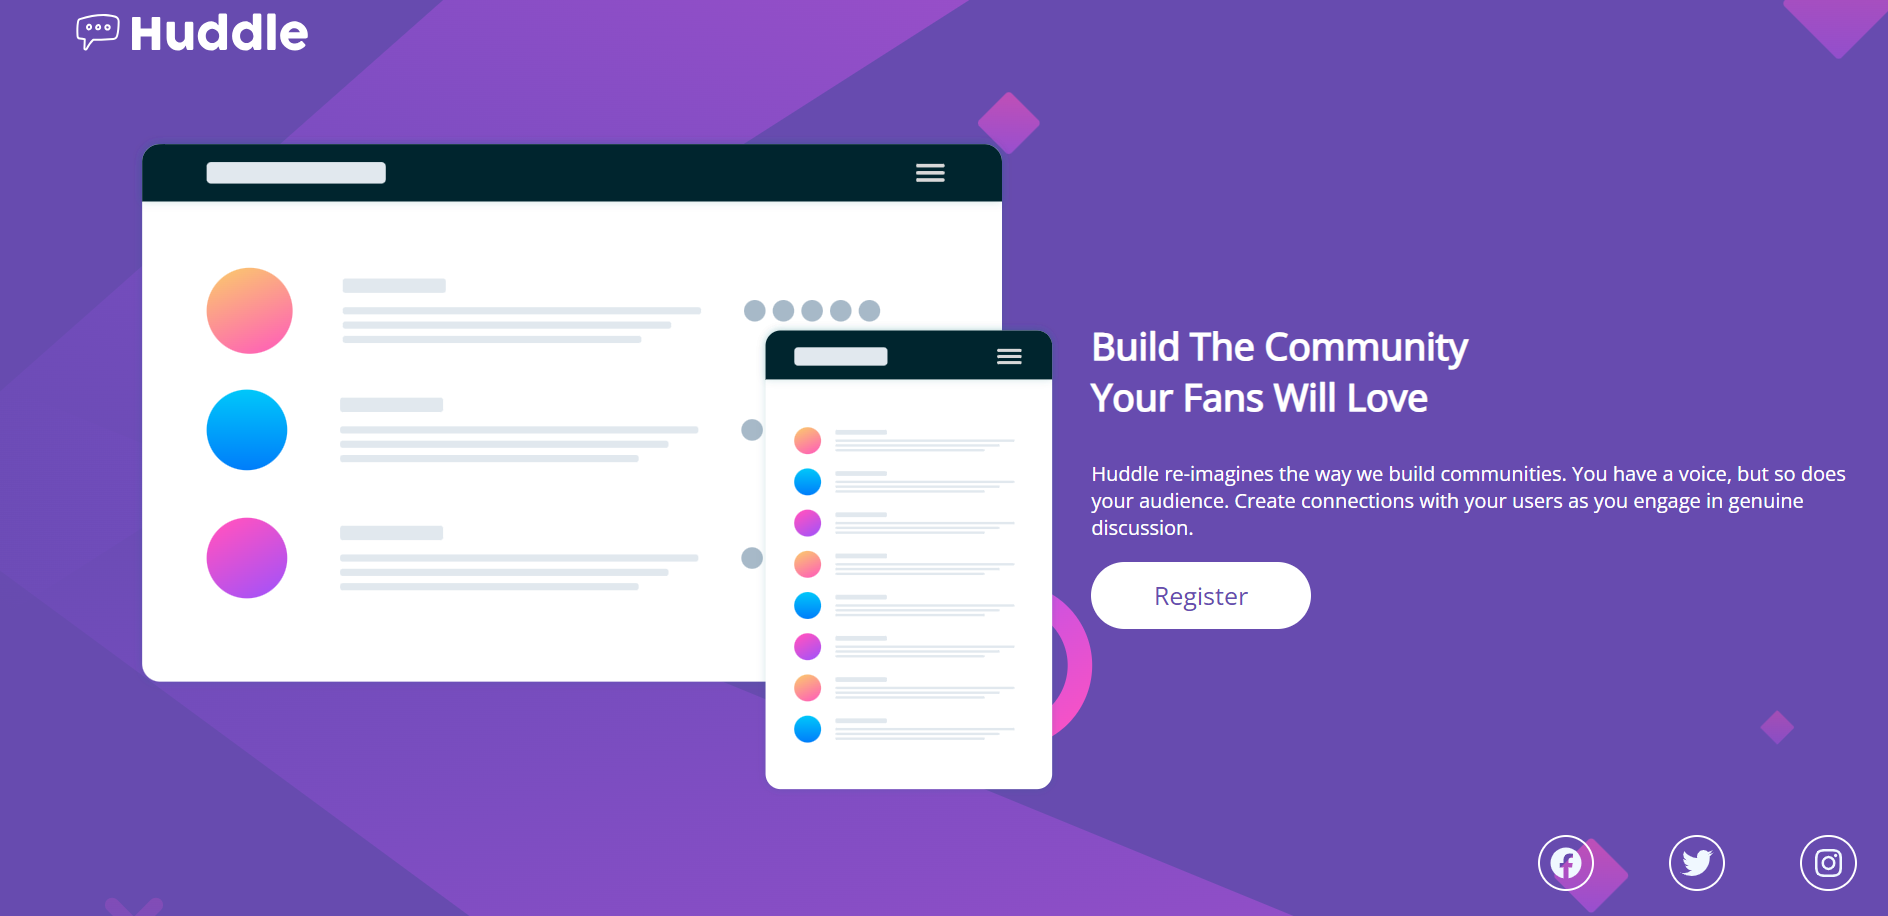 Huddle
Build The Community
Your Fans Will Love
Huddle re-imagines the way we build communities. You have a voice, but so does
your audience. Create connections with your users as you engage in genuine
discussion.
Register